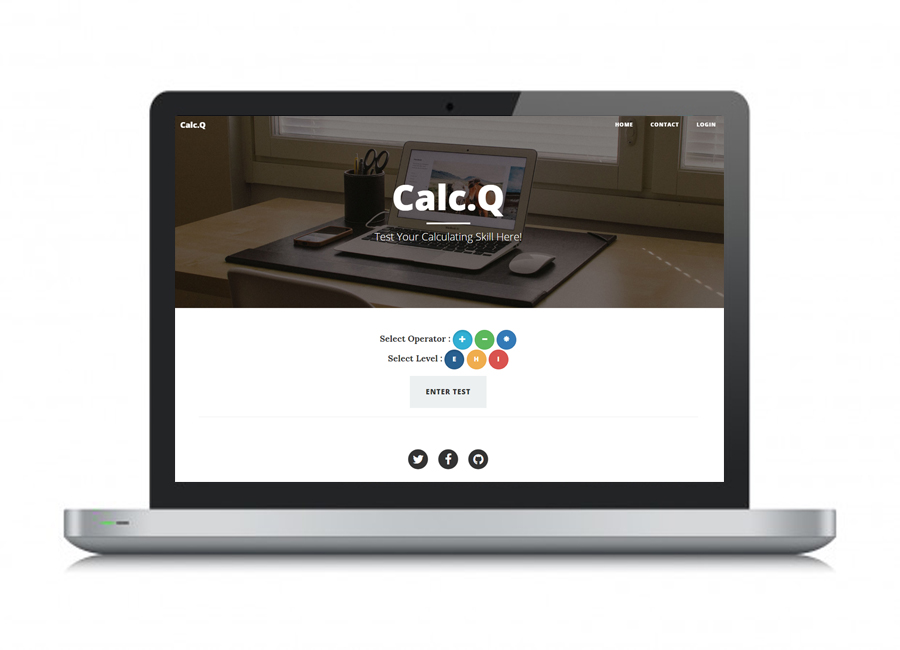 Calc.Q
HOME CONTACT LOGIN
Calc.Q
Test Your Calculating Skill Here!
Select Operator : + - *
Select Level : E H I
ENTER TEST